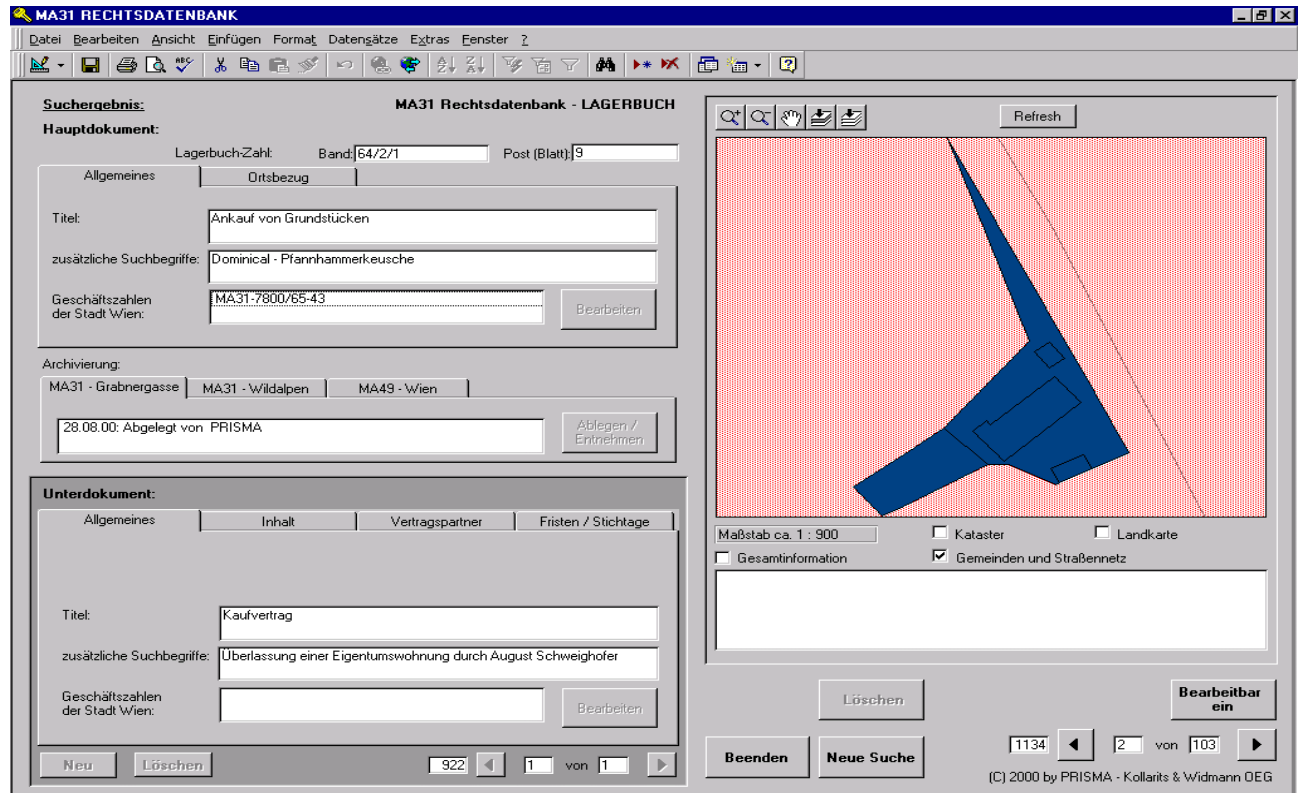 MA31 RECHTSDATENBANK
Datei Bearbeiten Ansicht Einfügen Format Datensätze Extras Fenster ?
Suchergebnis:
MA31 Rechtsdatenbank - LAGERBUCH
Hauptdokument:
Lagerbuch-Zahl: Band: 64/2/1 Post (Blatt): 9
Allgemeines Ortsbezug
Titel: Ankauf von Grundstücken
zusätzliche Suchbegriffe: Dominical - Pfannhammerkeusche
Geschäftszahlen
der Stadt Wien: MA31-7800/65-43 Bearbeiten
Archivierung:
MA31 - Grabnergasse MA31 - Wildalpen MA49 - Wien
28.08.00: Abgelegt von PRISMA
Ablegen /
Entnehmen
Unterdokument:
Allgemeines Inhalt Vertragspartner Fristen / Stichtage
Titel: Kaufvertrag
zusätzliche Suchbegriffe: Überlassung einer Eigentumswohnung durch August Schweighofer
Geschäftszahlen
der Stadt Wien: Bearbeiten
Neu Löschen 922 1 von 1
Refresh
Maßstab ca. 1 : 900 Kataster Landkarte
Gesamtinformation Gemeinden und Straßennetz
Löschen
Bearbeitbar
ein
Beenden Neue Suche 1134 2 von 103
(C) 2000 by PRISMA - Kollarits & Widmann OEG